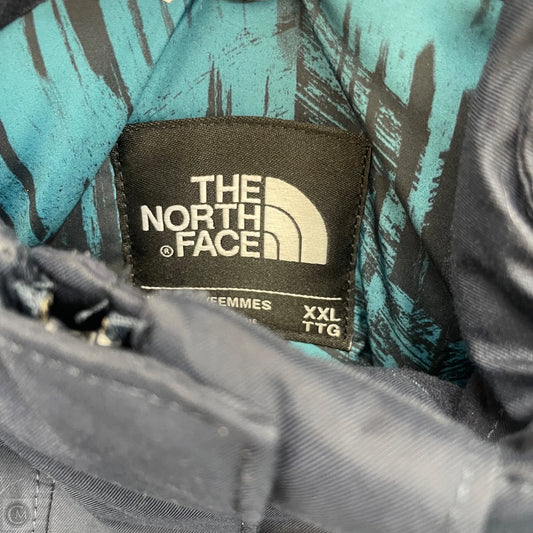 THE
NORTH
FACE®
/FEMMES
XXL
TTG